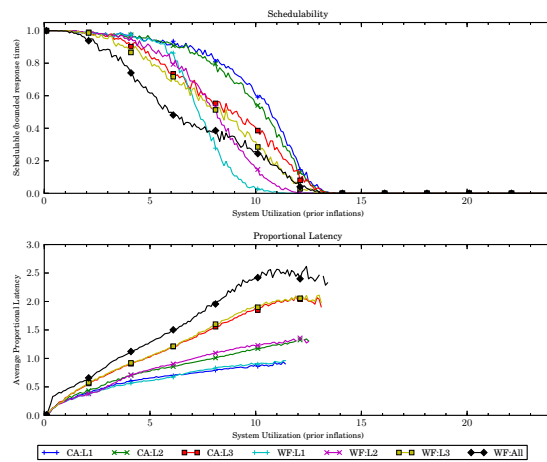 Schedulability
1.0
0.8
0.6
0.4
0.2
0.0
Schedulable (bounded response time)
0
5
10
15
20
System Utilization (prior inflations)
Proportional Latency
3.0
2.5
2.0
1.5
1.0
0.5
0.0
Average Proportional Latency
0
5
10
15
20
System Utilization (prior inflations)
CA:L1
CA:L2
CA:L3
WF:L1
WF:L2
WF:L3
WF:All